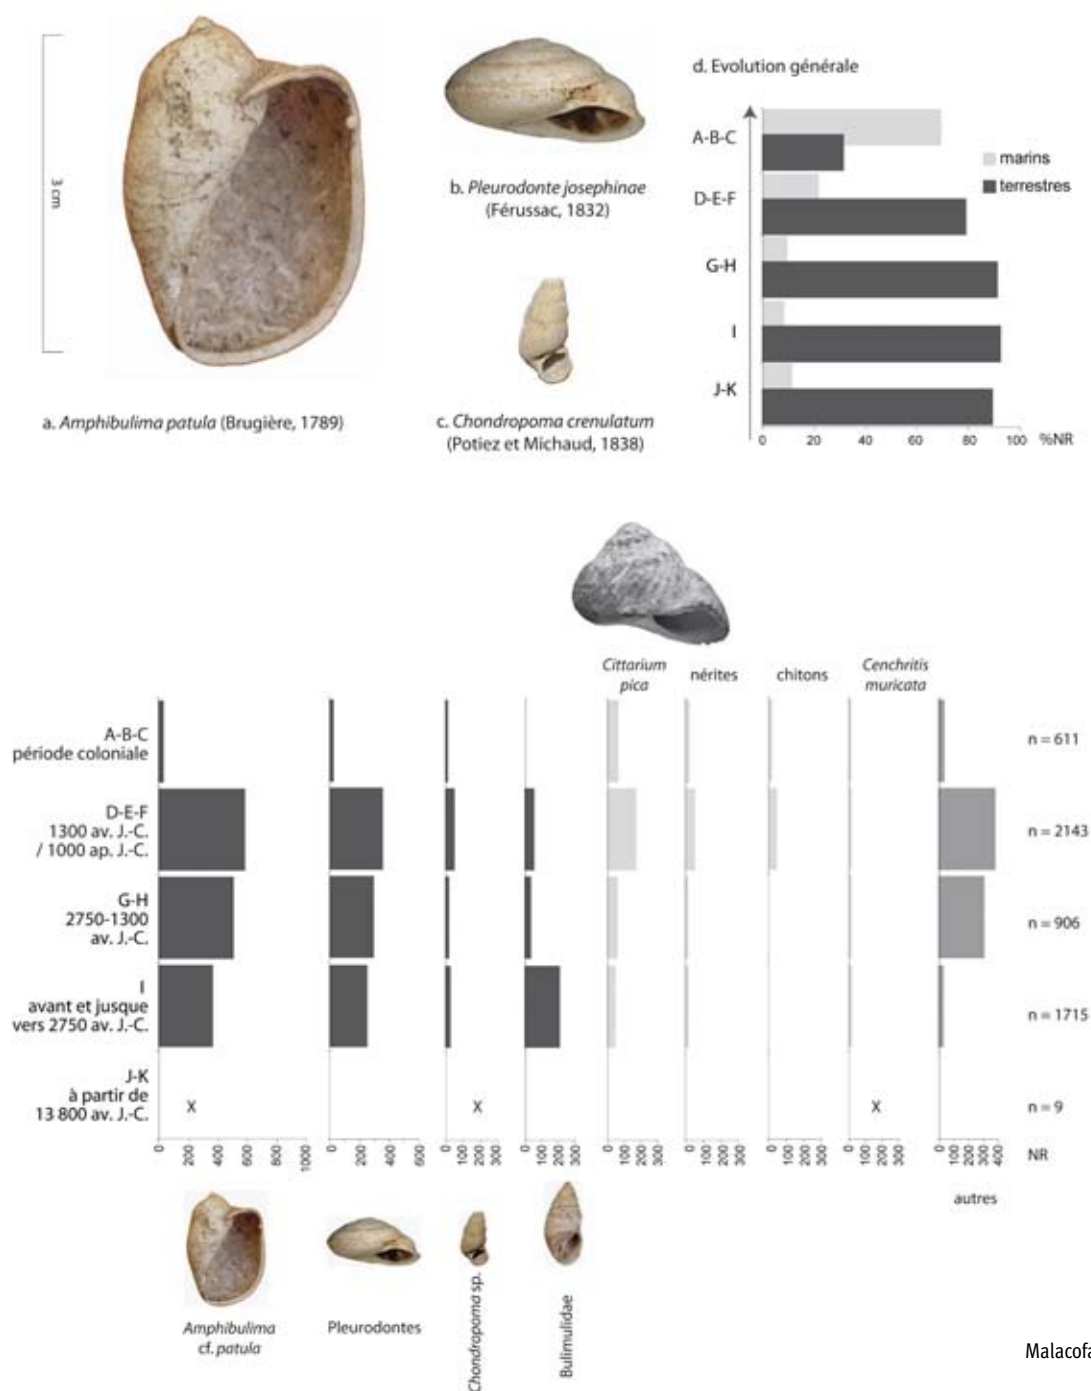 d. Evolution générale
A-B-C
D-E-F
G-H
I
J-K
marins
terrestres
0 20 40 60 80 100 %NR
3 cm
b. Pleurodonte josephinae
(Férussac, 1832)
a. Amphibulima patula (Brugière, 1789)
c. Chondropoma crenulatum
(Potiez et Michaud, 1838)
Cittarium
pica
nérites
chitons
Cenchritis
muricata
A-B-C
période coloniale
n = 611
D-E-F
1300 av. J.-C.
/ 1000 ap. J.-C.
n = 2143
G-H
2750-1300
av. J.-C.
n = 906
I
avant et jusque
vers 2750 av. J.-C.
n = 1715
J-K
à partir de
13 800 av. J.-C.
X X X
n = 9
0 200 400 600 800 1000
0 200 400 600
0 100 200 300
0 100 200 300
0 100 200 300
0 100 200 300
0 100 200 300
0 100 200 300
0 100 200 300 400
NR
autres
Amphibulima
cf. patula
Pleurodontes
Chondropoma sp.
Bulimulidae
Malacofa